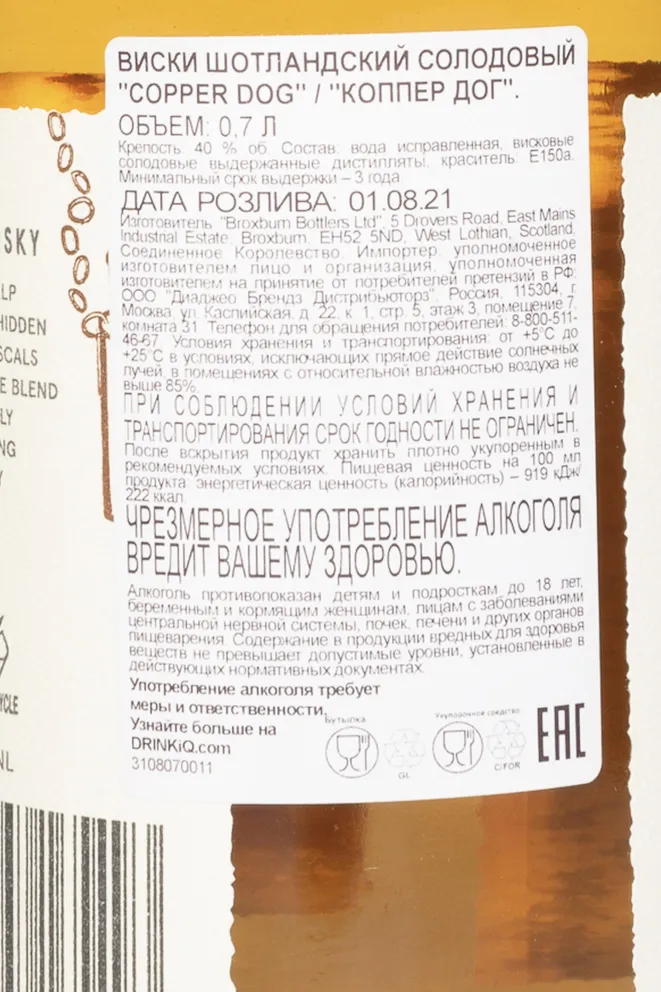 ВИСКИ ШОТЛАНДСКИЙ СОЛОДОВЫЙ
"COPPER DOG" / "КОППЕР ДОГ".
ОБЪЕМ: 0,7 Л
Крепость: 40 % об. Состав: вода исправленная, висковые
солодовые выдержанные дистилляты, краситель: Е150а.
Минимальный срок выдержки – 3 года.
ДАТА РОЗЛИВА: 01.08.21
Изготовитель "Broxburn Bottlers Ltd", 5 Drovers Road, East Mains
Industrial Estate, Broxburn, EH52 5ND, West Lothian, Scotland,
Соединенное Королевство. Импортер, уполномоченное
изготовителем лицо и организация, уполномоченная
изготовителем на принятие от потребителей претензий в РФ:
ООО "Диаджео Брендз Дистрибьюторз", Россия, 115304, г.
Москва, ул. Каспийская, д. 22, к. 1, стр. 5, этаж 3, помещение 7,
комната 31. Телефон для обращения потребителей: 8-800-511-
46-67. Условия хранения и транспортирования: от +5°С до
+25°С в условиях, исключающих прямое действие солнечных
лучей, в помещениях с относительной влажностью воздуха не
выше 85%.
ПРИ СОБЛЮДЕНИИ УСЛОВИЙ ХРАНЕНИЯ И
ТРАНСПОРТИРОВАНИЯ СРОК ГОДНОСТИ НЕ ОГРАНИЧЕН.
После вскрытия продукт хранить плотно укупоренным в
рекомендуемых условиях. Пищевая ценность на 100 мл
продукта: энергетическая ценность (калорийность) – 919 кДж/
222 ккал.
ЧРЕЗМЕРНОЕ УПОТРЕБЛЕНИЕ АЛКОГОЛЯ
ВРЕДИТ ВАШЕМУ ЗДОРОВЬЮ.
Алкоголь противопоказан детям и подросткам до 18 лет,
беременным и кормящим женщинам, лицам с заболеваниями
центральной нервной системы, почек, печени и других органов
пищеварения. Содержание в продукции вредных для здоровья
веществ не превышает допустимые уровни, установленные в
действующих нормативных документах.
Употребление алкоголя требует
меры и ответственности.
Узнайте больше на
DRINKiQ.com
3108070011
Бутылка
GL
Укупорочное средство
C/FOR
EAC
SKY
LP
HIDDEN
SCALS
E BLEND
LY
NG
Y
YCLE
NL